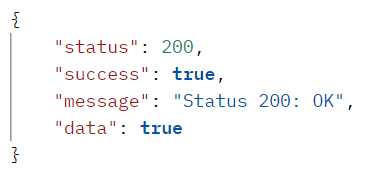 {
"status": 200,
"success": true,
"message": "Status 200: OK",
"data": true
}